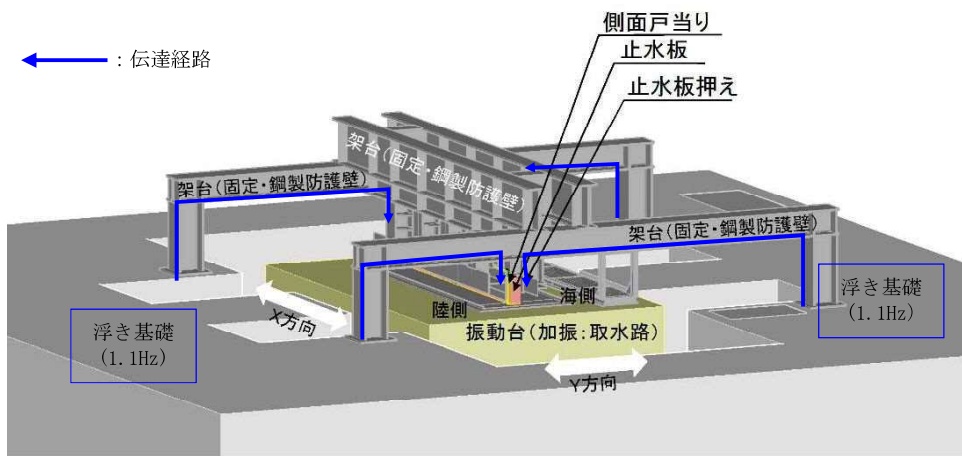 側面戸当り
止水板
止水板押え
:伝達経路
架台(固定・鋼製防護壁)
架台(固定・鋼製防護壁)
架台(固定・鋼製防護壁)
浮き基礎
(1.1Hz)
陸側
海側
X方向
振動台(加振:取水路)
浮き基礎
(1.1Hz)
Y方向